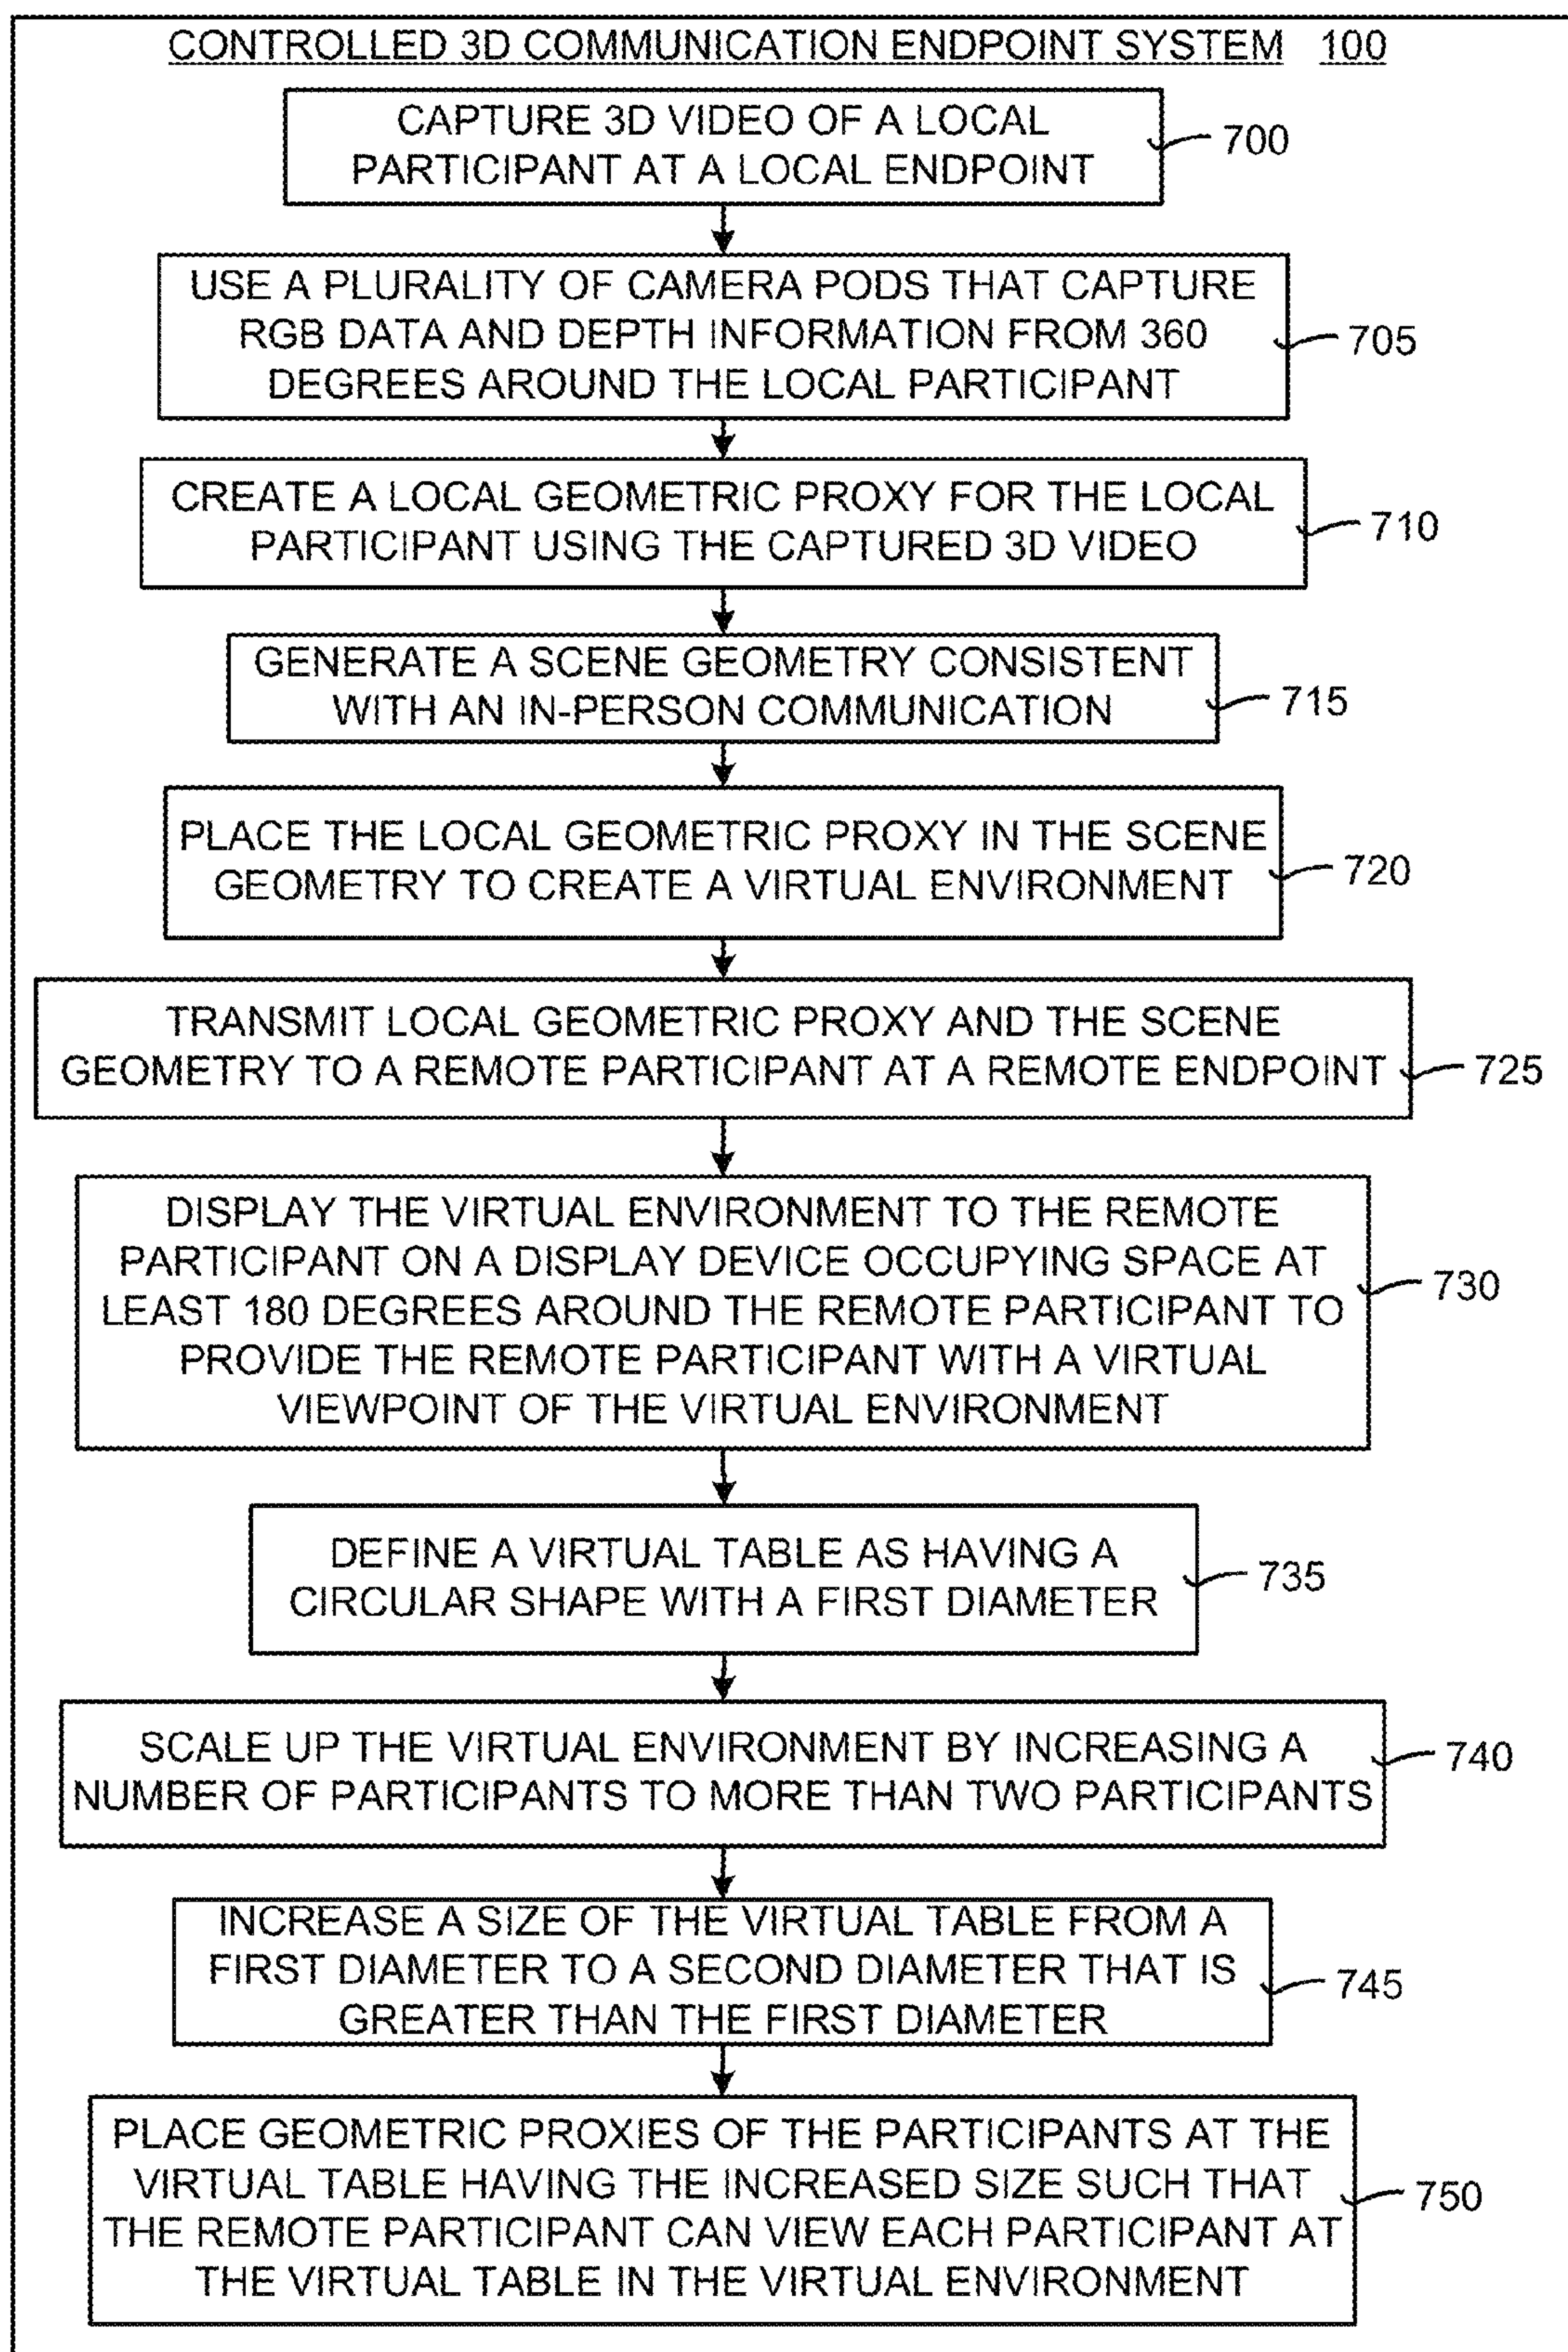 CONTROLLED 3D COMMUNICATION ENDPOINT SYSTEM 100
CAPTURE 3D VIDEO OF A LOCAL
PARTICIPANT AT A LOCAL ENDPOINT
700
USE A PLURALITY OF CAMERA PODS THAT CAPTURE
RGB DATA AND DEPTH INFORMATION FROM 360
DEGREES AROUND THE LOCAL PARTICIPANT
705
CREATE A LOCAL GEOMETRIC PROXY FOR THE LOCAL
PARTICIPANT USING THE CAPTURED 3D VIDEO
710
GENERATE A SCENE GEOMETRY CONSISTENT
WITH AN IN-PERSON COMMUNICATION
715
PLACE THE LOCAL GEOMETRIC PROXY IN THE SCENE
GEOMETRY TO CREATE A VIRTUAL ENVIRONMENT
720
TRANSMIT LOCAL GEOMETRIC PROXY AND THE SCENE
GEOMETRY TO A REMOTE PARTICIPANT AT A REMOTE ENDPOINT
725
DISPLAY THE VIRTUAL ENVIRONMENT TO THE REMOTE
PARTICIPANT ON A DISPLAY DEVICE OCCUPYING SPACE AT
LEAST 180 DEGREES AROUND THE REMOTE PARTICIPANT TO
PROVIDE THE REMOTE PARTICIPANT WITH A VIRTUAL
VIEWPOINT OF THE VIRTUAL ENVIRONMENT
730
DEFINE A VIRTUAL TABLE AS HAVING A
CIRCULAR SHAPE WITH A FIRST DIAMETER
735
SCALE UP THE VIRTUAL ENVIRONMENT BY INCREASING A
NUMBER OF PARTICIPANTS TO MORE THAN TWO PARTICIPANTS
740
INCREASE A SIZE OF THE VIRTUAL TABLE FROM A
FIRST DIAMETER TO A SECOND DIAMETER THAT IS
GREATER THAN THE FIRST DIAMETER
745
PLACE GEOMETRIC PROXIES OF THE PARTICIPANTS AT THE
VIRTUAL TABLE HAVING THE INCREASED SIZE SUCH THAT
THE REMOTE PARTICIPANT CAN VIEW EACH PARTICIPANT AT
THE VIRTUAL TABLE IN THE VIRTUAL ENVIRONMENT
750